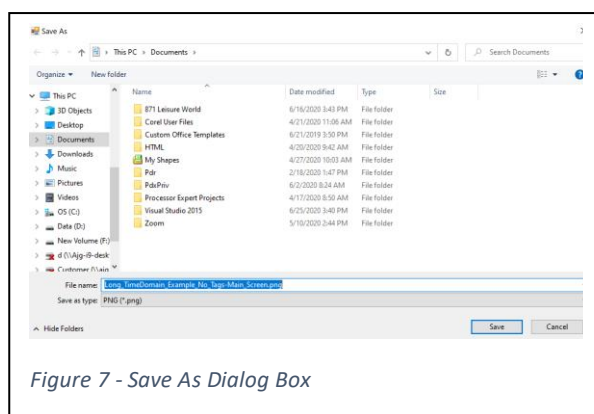 Save As
This PC > Documents >
Search Documents
Organize New folder
This PC
3D Objects
Desktop
Documents
Downloads
Music
Pictures
Videos
OS (C:)
Data (D:)
New Volume (F:)
d (\\Ajg-i9-desk
Customer
Name Date modified Type Size
871 Leisure World 6/16/2020 3:43 PM File folder
Corel User Files 4/21/2020 11:06 AM File folder
Custom Office Templates 6/21/2019 3:50 PM File folder
HTML 4/20/2020 9:42 AM File folder
My Shapes 4/27/2020 10:03 AM File folder
Pdr 2/18/2020 1:47 PM File folder
PdxPriv 6/2/2020 8:24 AM File folder
Processor Expert Projects 4/17/2020 8:50 AM File folder
Visual Studio 2015 6/25/2020 3:40 PM File folder
Zoom 5/10/2020 2:44 PM File folder
File name: Long_TimeDomain_Example_No_Tags-Main_Screen.png
Save as type: PNG (*.png)
Hide Folders Save Cancel
Figure 7 - Save As Dialog Box